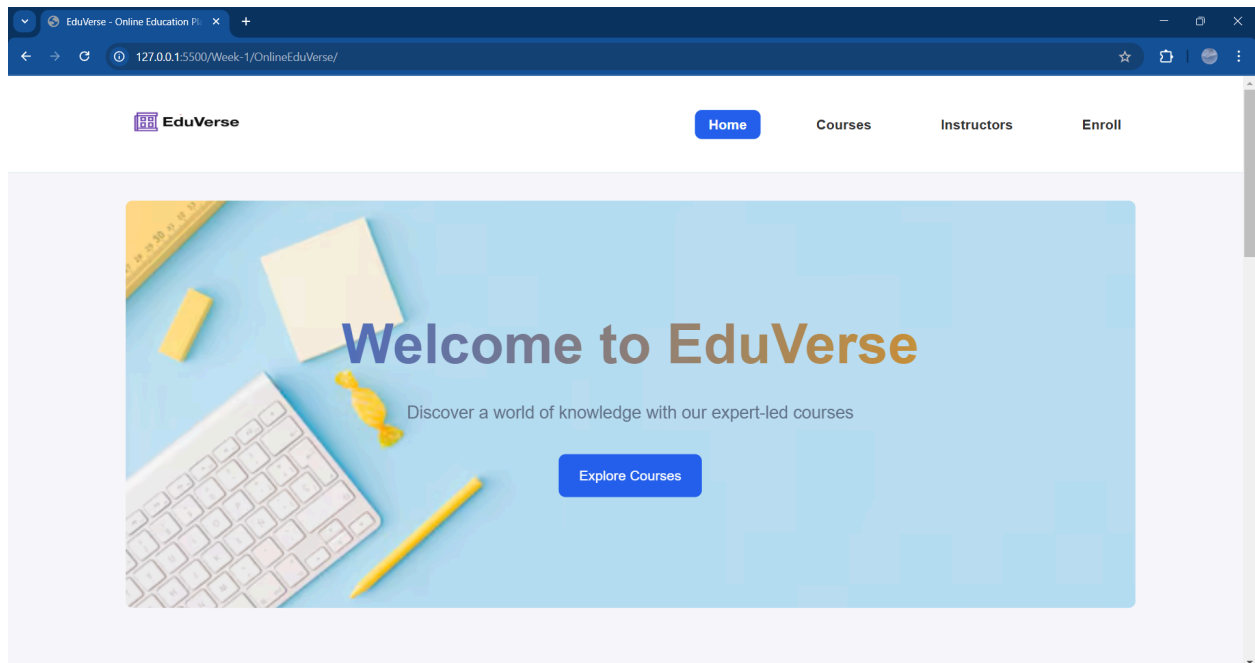 EduVerse - Online Education Pl
127.0.0.1:5500/Week-1/OnlineEduVerse/
EduVerse
Home
Courses
Instructors
Enroll
Welcome to EduVerse
Discover a world of knowledge with our expert-led courses
Explore Courses